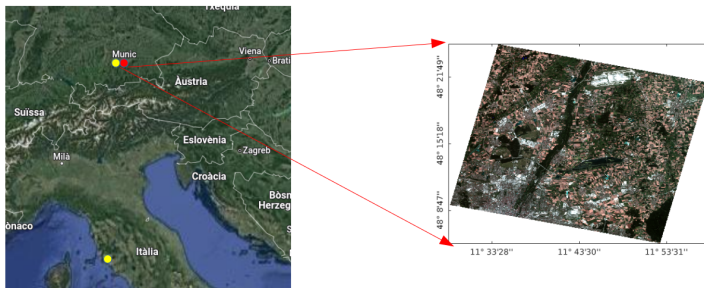 Txèquia
Munic
Viena
Brati
Àustria
Suïssa
Eslovènia
Zagreb
Milà
Croàcia
Bòsn
Herzeg
ònaco
Itàlia
48° 21'49''
48° 15'18''
48° 8'47''
11° 33'28''
11° 43'30''
11° 53'31''